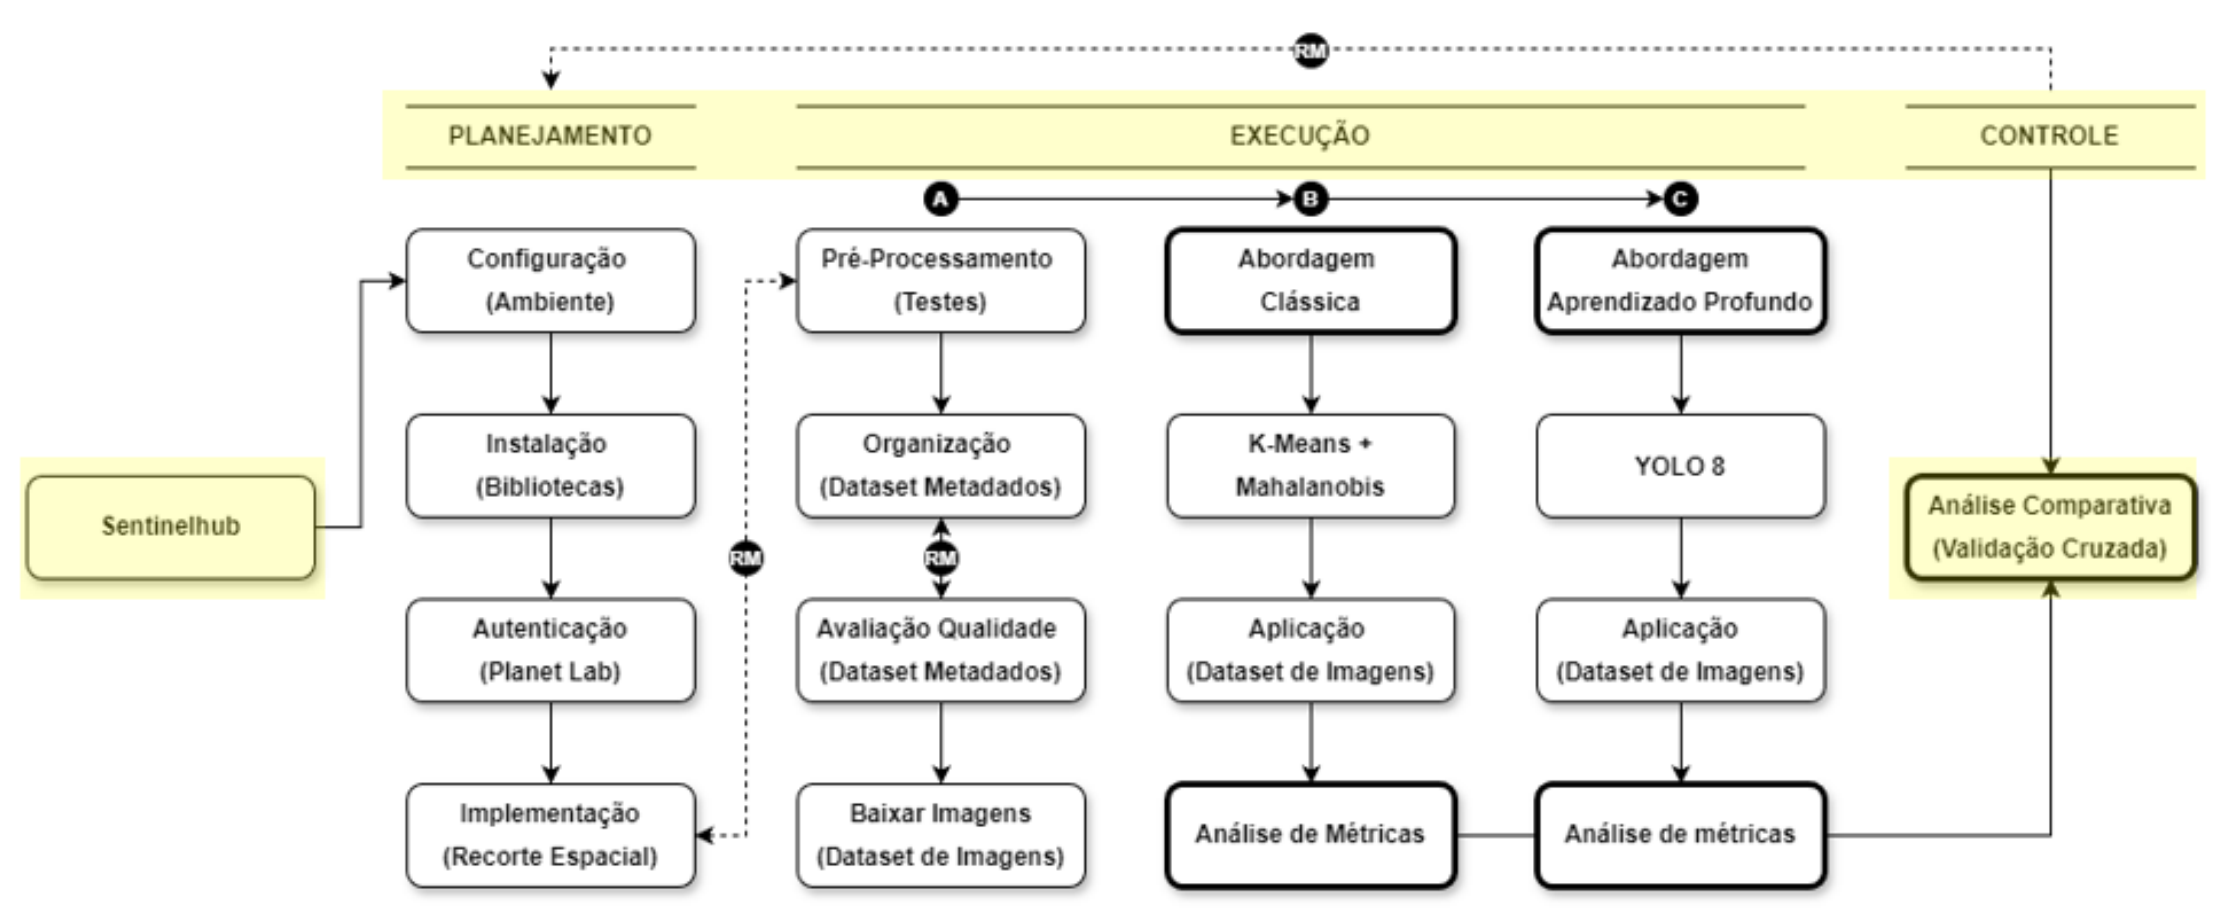 RM
PLANEJAMENTO
EXECUÇÃO
CONTROLE
A
B
C
Sentinelhub
Configuração
(Ambiente)
Instalação
(Bibliotecas)
Autenticação
(Planet Lab)
Implementação
(Recorte Espacial)
RM
Pré-Processamento
(Testes)
Organização
(Dataset Metadados)
RM
Avaliação Qualidade
(Dataset Metadados)
Baixar Imagens
(Dataset de Imagens)
Abordagem
Clássica
K-Means +
Mahalanobis
Aplicação
(Dataset de Imagens)
Análise de Métricas
Abordagem
Aprendizado Profundo
YOLO 8
Aplicação
(Dataset de Imagens)
Análise de métricas
Análise Comparativa
(Validação Cruzada)